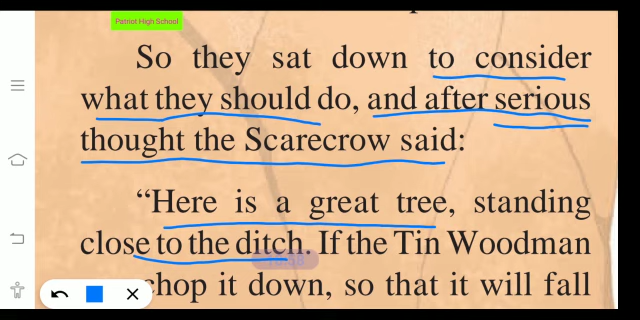 Patriot High School
So they sat down to consider
what they should do, and after serious
thought the Scarecrow said:
“Here is a great tree, standing
close to the ditch. If the Tin Woodman
hop it down, so that it will fall